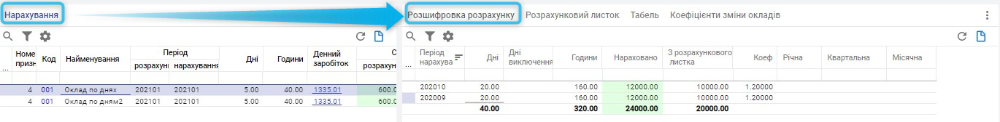 Нарахування
Розшифровка розрахунку Розрахунковий листок Табель Коефіцієнти зміни окладів
... Номе призн Код Найменування Період Дні Години Денний заробіток С
розрахунк нарахування розрахунк
4 001 Оклад по днях 202101 202101 5.00 40.00 1335.01 600.0
4 001 Оклад по дням2 202101 202101 5.00 40.00 1335.01 600.0
... Період нарахува Дні Дні виключення Години Нараховано З розрахункового листка Коеф Річна Квартальна Місячна
202010 20.00 160.00 12000.00 10000.00 1.20000
202009 20.00 160.00 12000.00 10000.00 1.20000
40.00 320.00 24000.00 20000.00